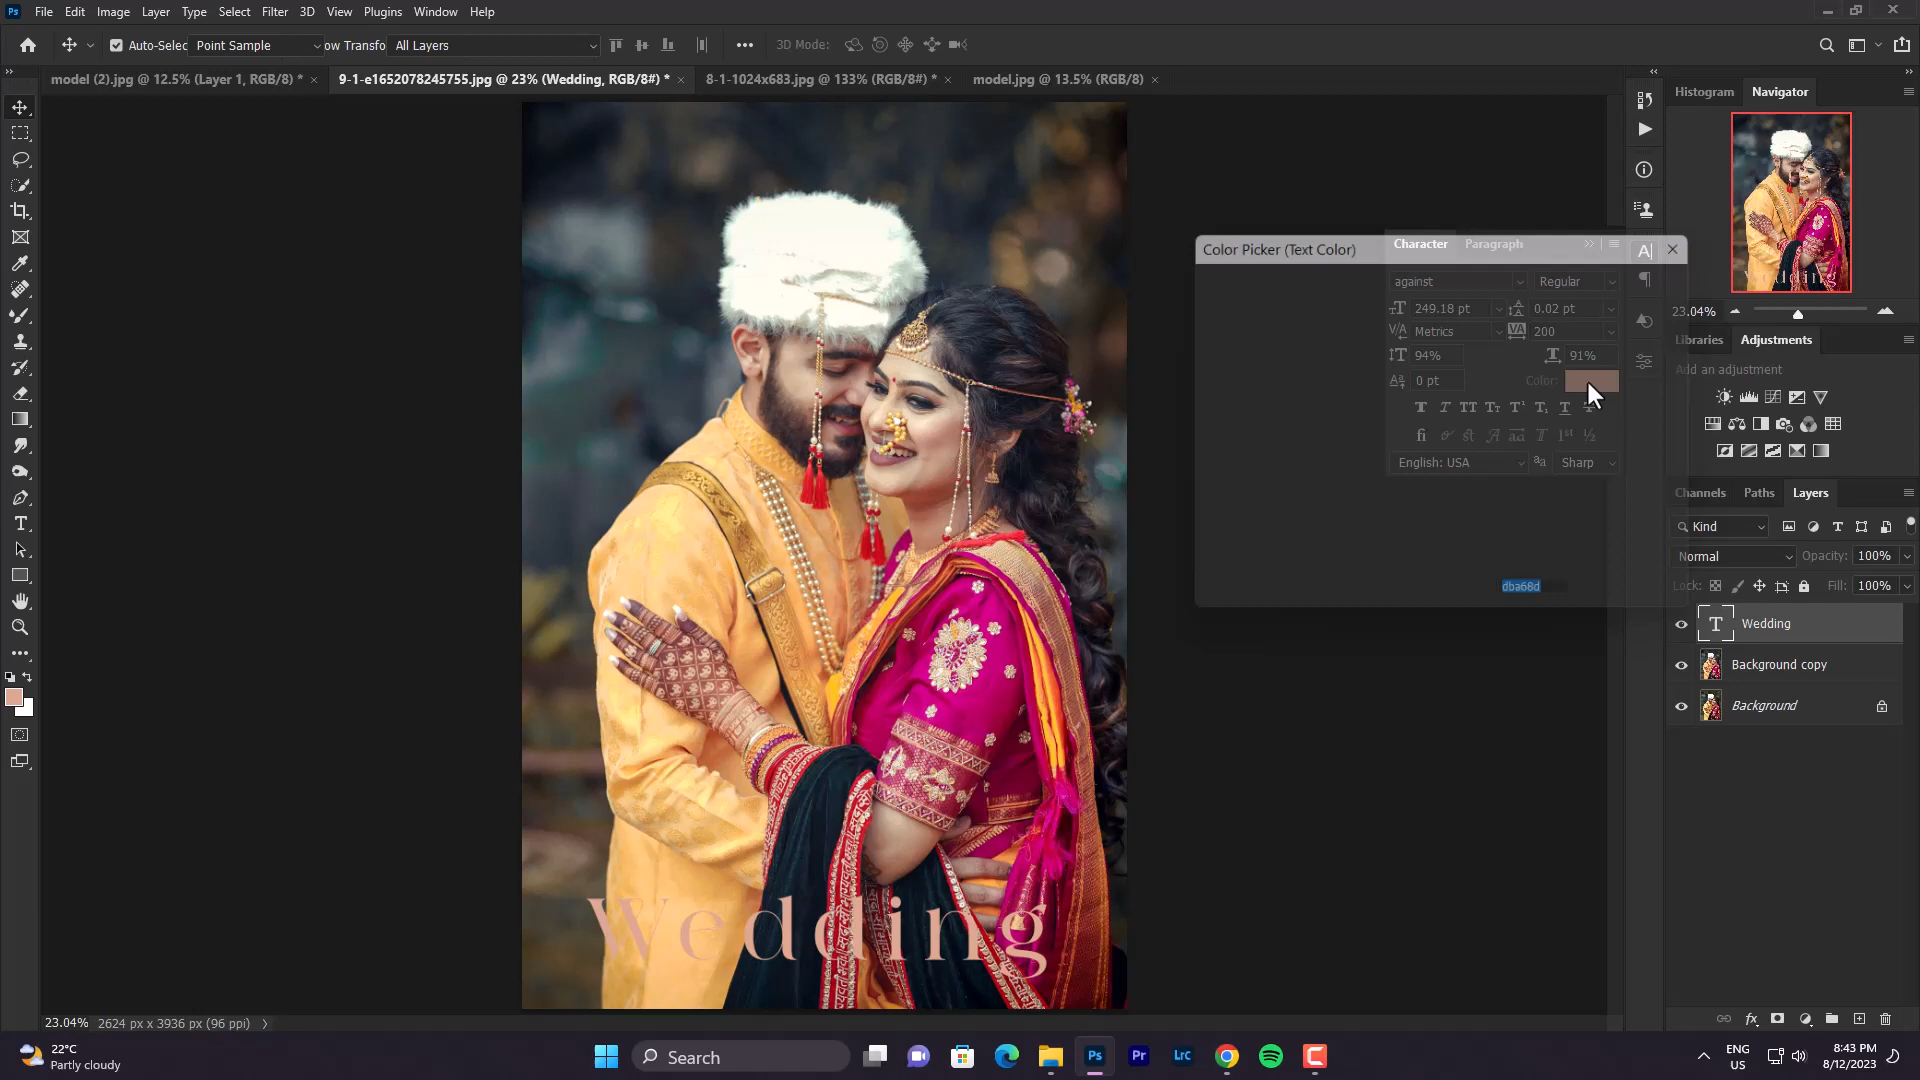 Ps File Edit Image Layer Type Select Filter 3D View Plugins Window Help
Auto-Selec Point Sample ow Transfo All Layers 3D Mode:
model (2).jpg @ 12.5% (Layer 1, RGB/8) * × 9-1-e1652078245755.jpg @ 23% (Wedding, RGB/8#) * × 8-1-1024x683.jpg @ 133% (RGB/8#) * × model.jpg @ 13.5% (RGB/8) ×
Histogram Navigator
Wedding
23.04%
Color Picker (Text Color)
Character Paragraph
against Regular
249.18 pt 0.02 pt
Metrics 200
94% 91%
0 pt Color:
English: USA Sharp
dba68d
Libraries Adjustments
Add an adjustment
Channels Paths Layers
Kind
Normal Opacity: 100%
Lock: Fill: 100%
Wedding
Background copy
Background
Wedding
23.04% 2624 px x 3936 px (96 ppi)
22°C
Partly cloudy
Search
Ps Pr LrC
ENG
US
8:43 PM
8/12/2023